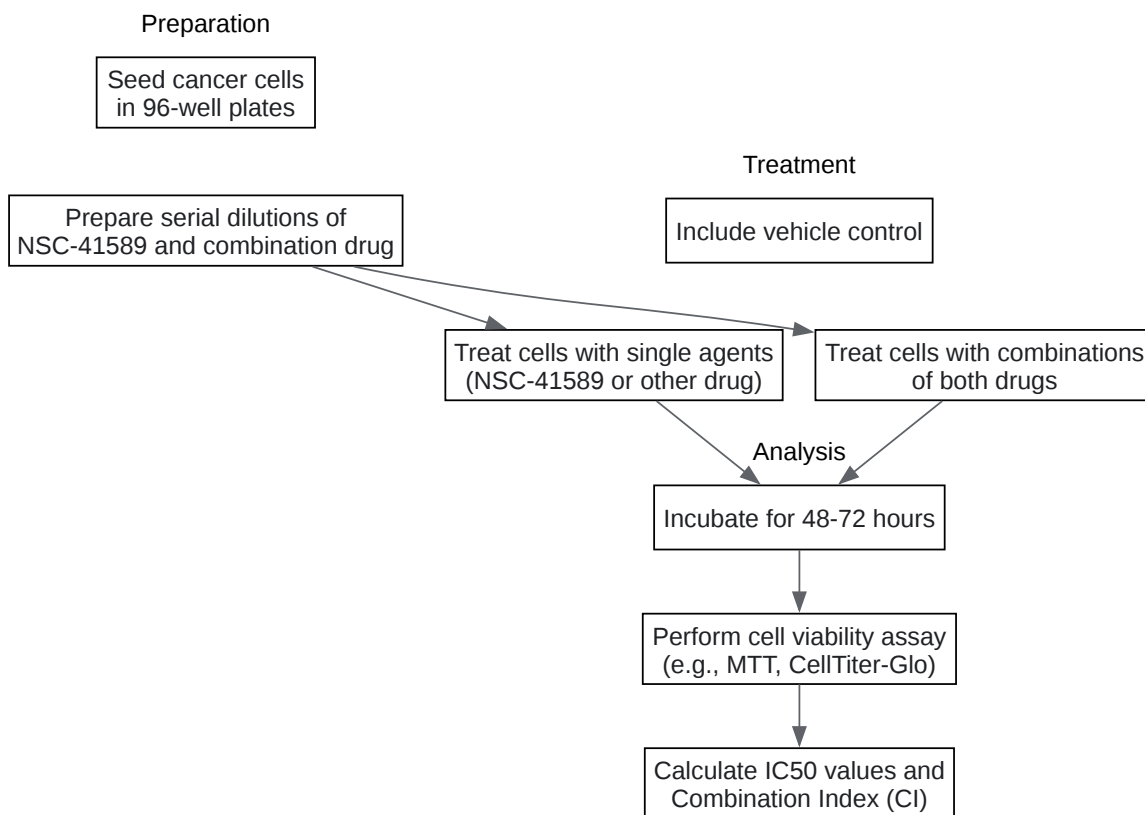 Preparation
Seed cancer cells
in 96-well plates
Treatment
Prepare serial dilutions of
NSC-41589 and combination drug
Include vehicle control
Treat cells with single agents
(NSC-41589 or other drug)
Treat cells with combinations
of both drugs
Analysis
Incubate for 48-72 hours
Perform cell viability assay
(e.g., MTT, CellTiter-Glo)
Calculate IC50 values and
Combination Index (CI)